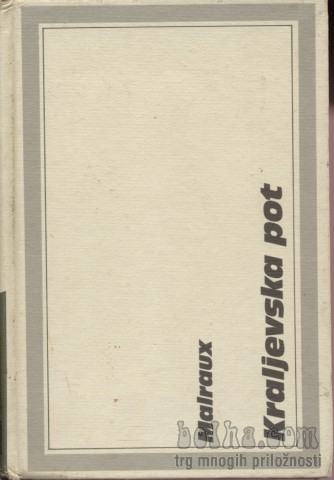 Malraux
Kraljevska pot
bolha.com
trg mnogih priložnosti